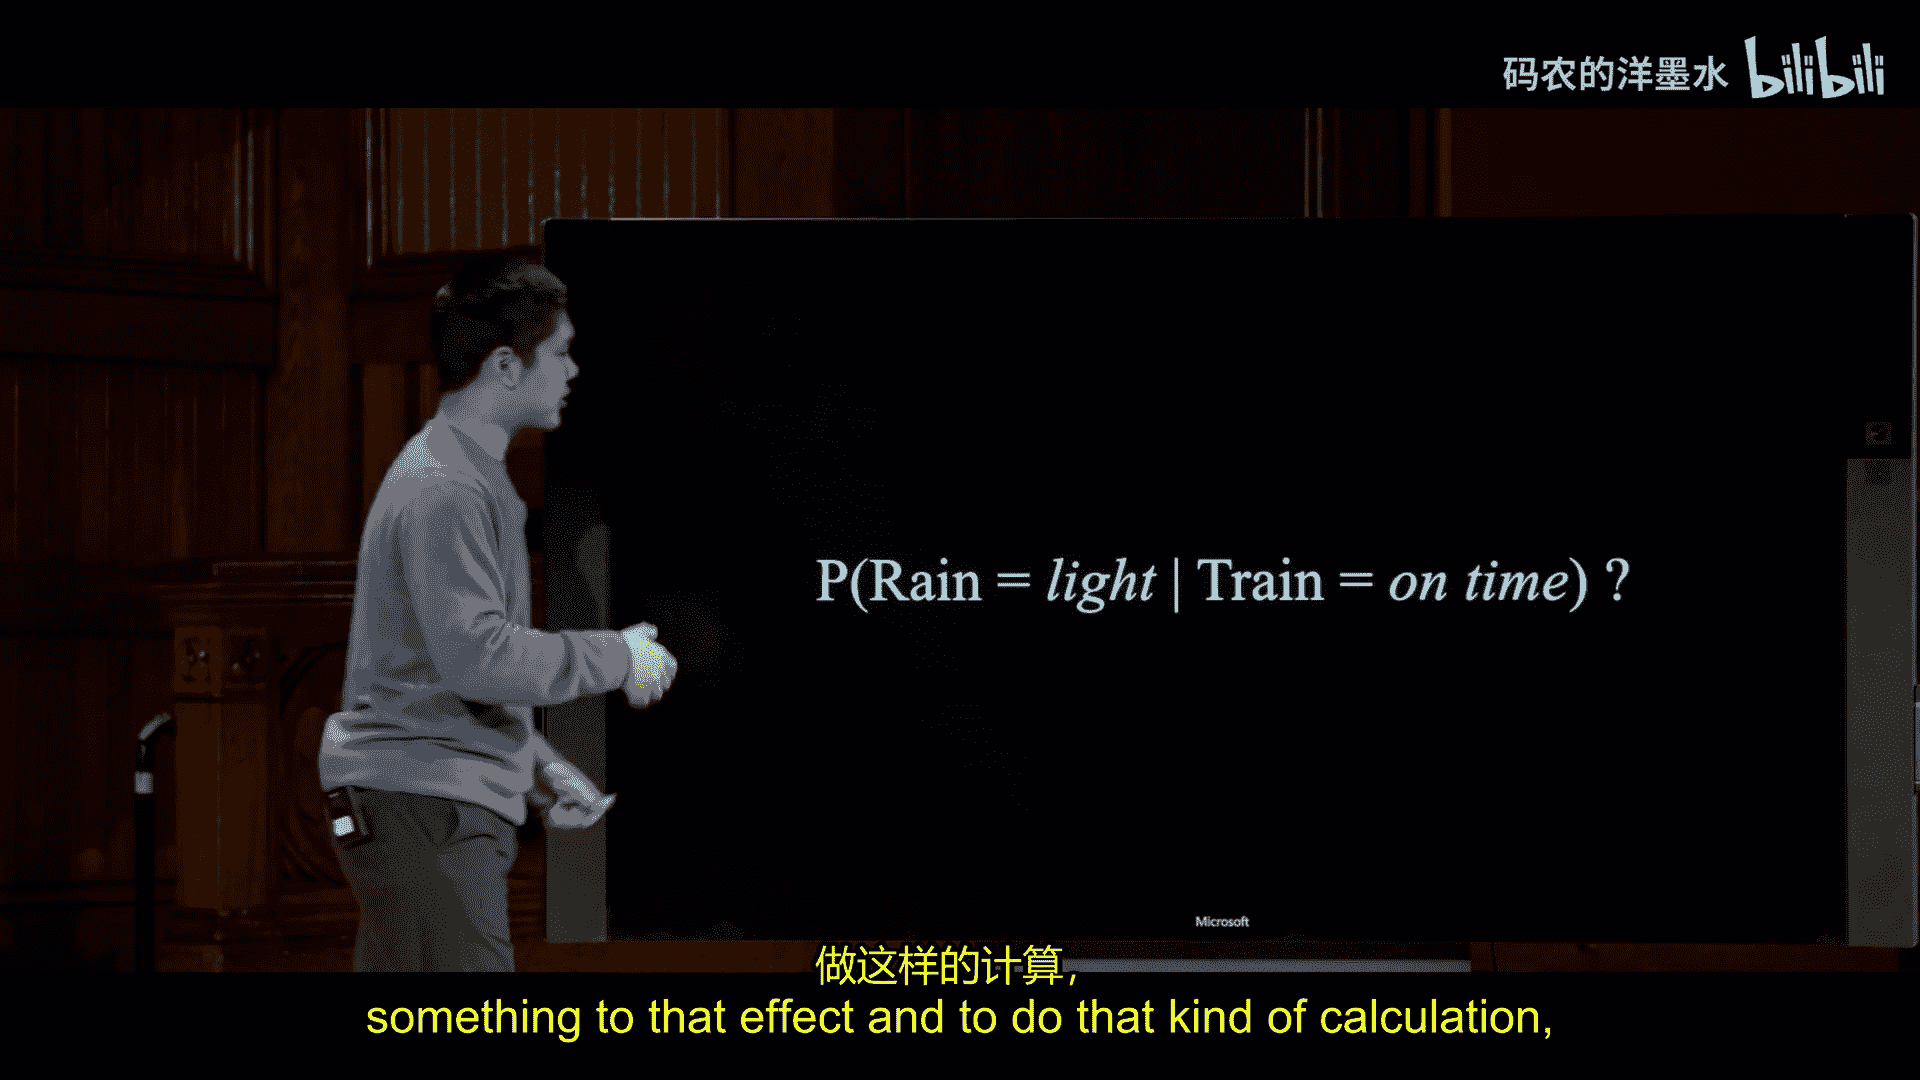 码农的洋墨水 bilibili
P(Rain = light | Train = on time) ?
Microsoft
做这样的计算，
something to that effect and to do that kind of calculation,